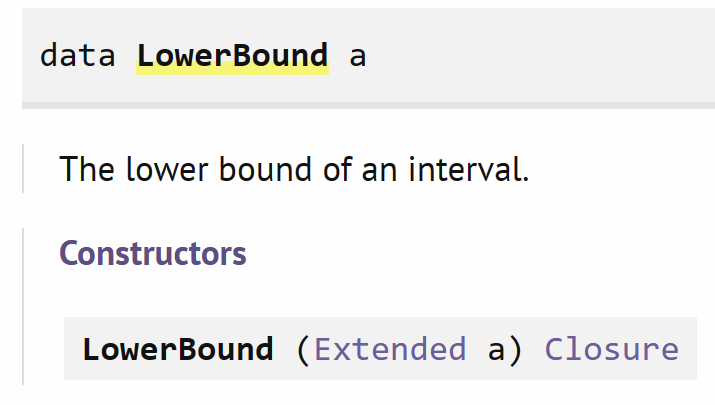 data LowerBound a
The lower bound of an interval.
Constructors
LowerBound (Extended a) Closure